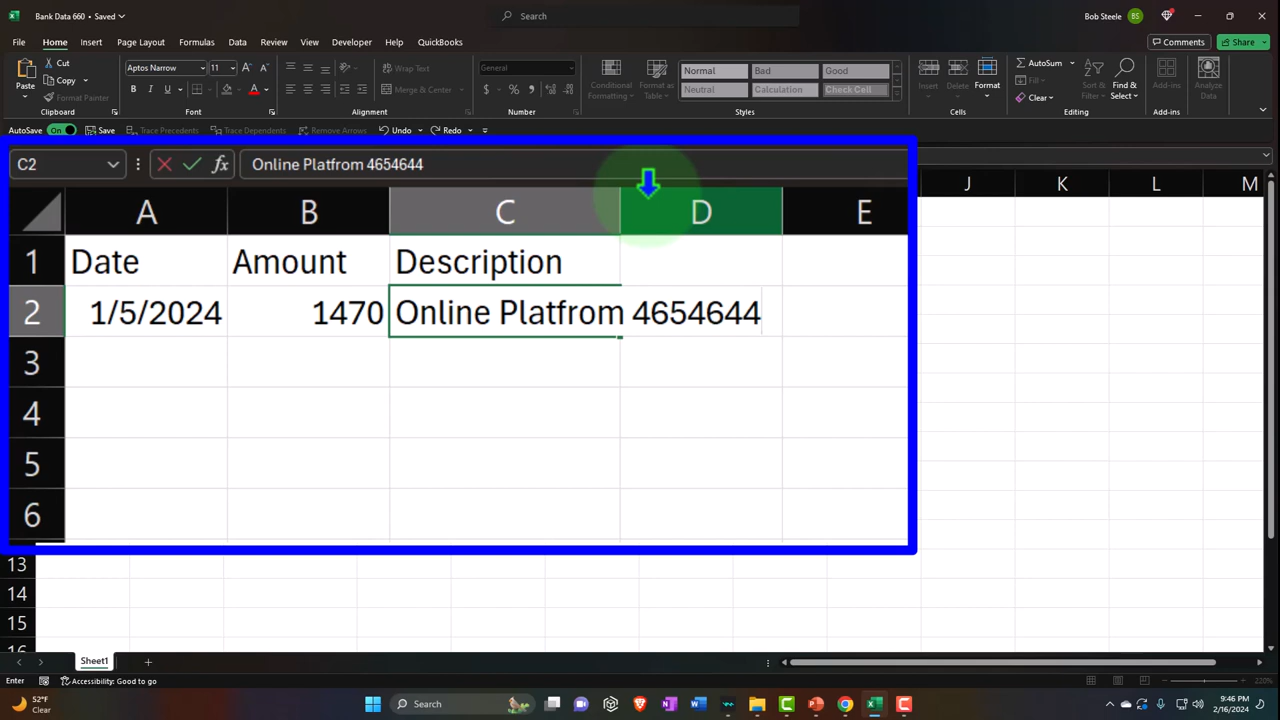 Bank Data 660 • Saved
Search
Bob Steele BS
File Home Insert Page Layout Formulas Data Review View Developer Automate Help QuickBooks
Comments Share
Paste
Cut
Copy
Format Painter
Clipboard
Aptos Narrow 11
B I U
Font
Wrap Text
Merge & Center
Alignment
General
$ % ,
Number
Conditional Formatting
Format as Table
Normal Bad Good
Neutral Calculation Check Cell
Styles
Insert Delete Format
Cells
AutoSum
Fill
Clear
Sort & Filter
Find & Select
Editing
Add-ins
Add-ins
Analyze Data
AutoSave On Save Trace Precedents Trace Dependents Remove Arrows Undo Redo
C2 fx Online Platfrom 4654644
A B C D E J K L M
1 Date Amount Description
2 1/5/2024 1470 Online Platfrom 4654644
3
4
5
6
13
14
15
16
Sheet1
Enter Accessibility: Good to go 220%
52°F
Clear
Search
9:46 PM
2/16/2024